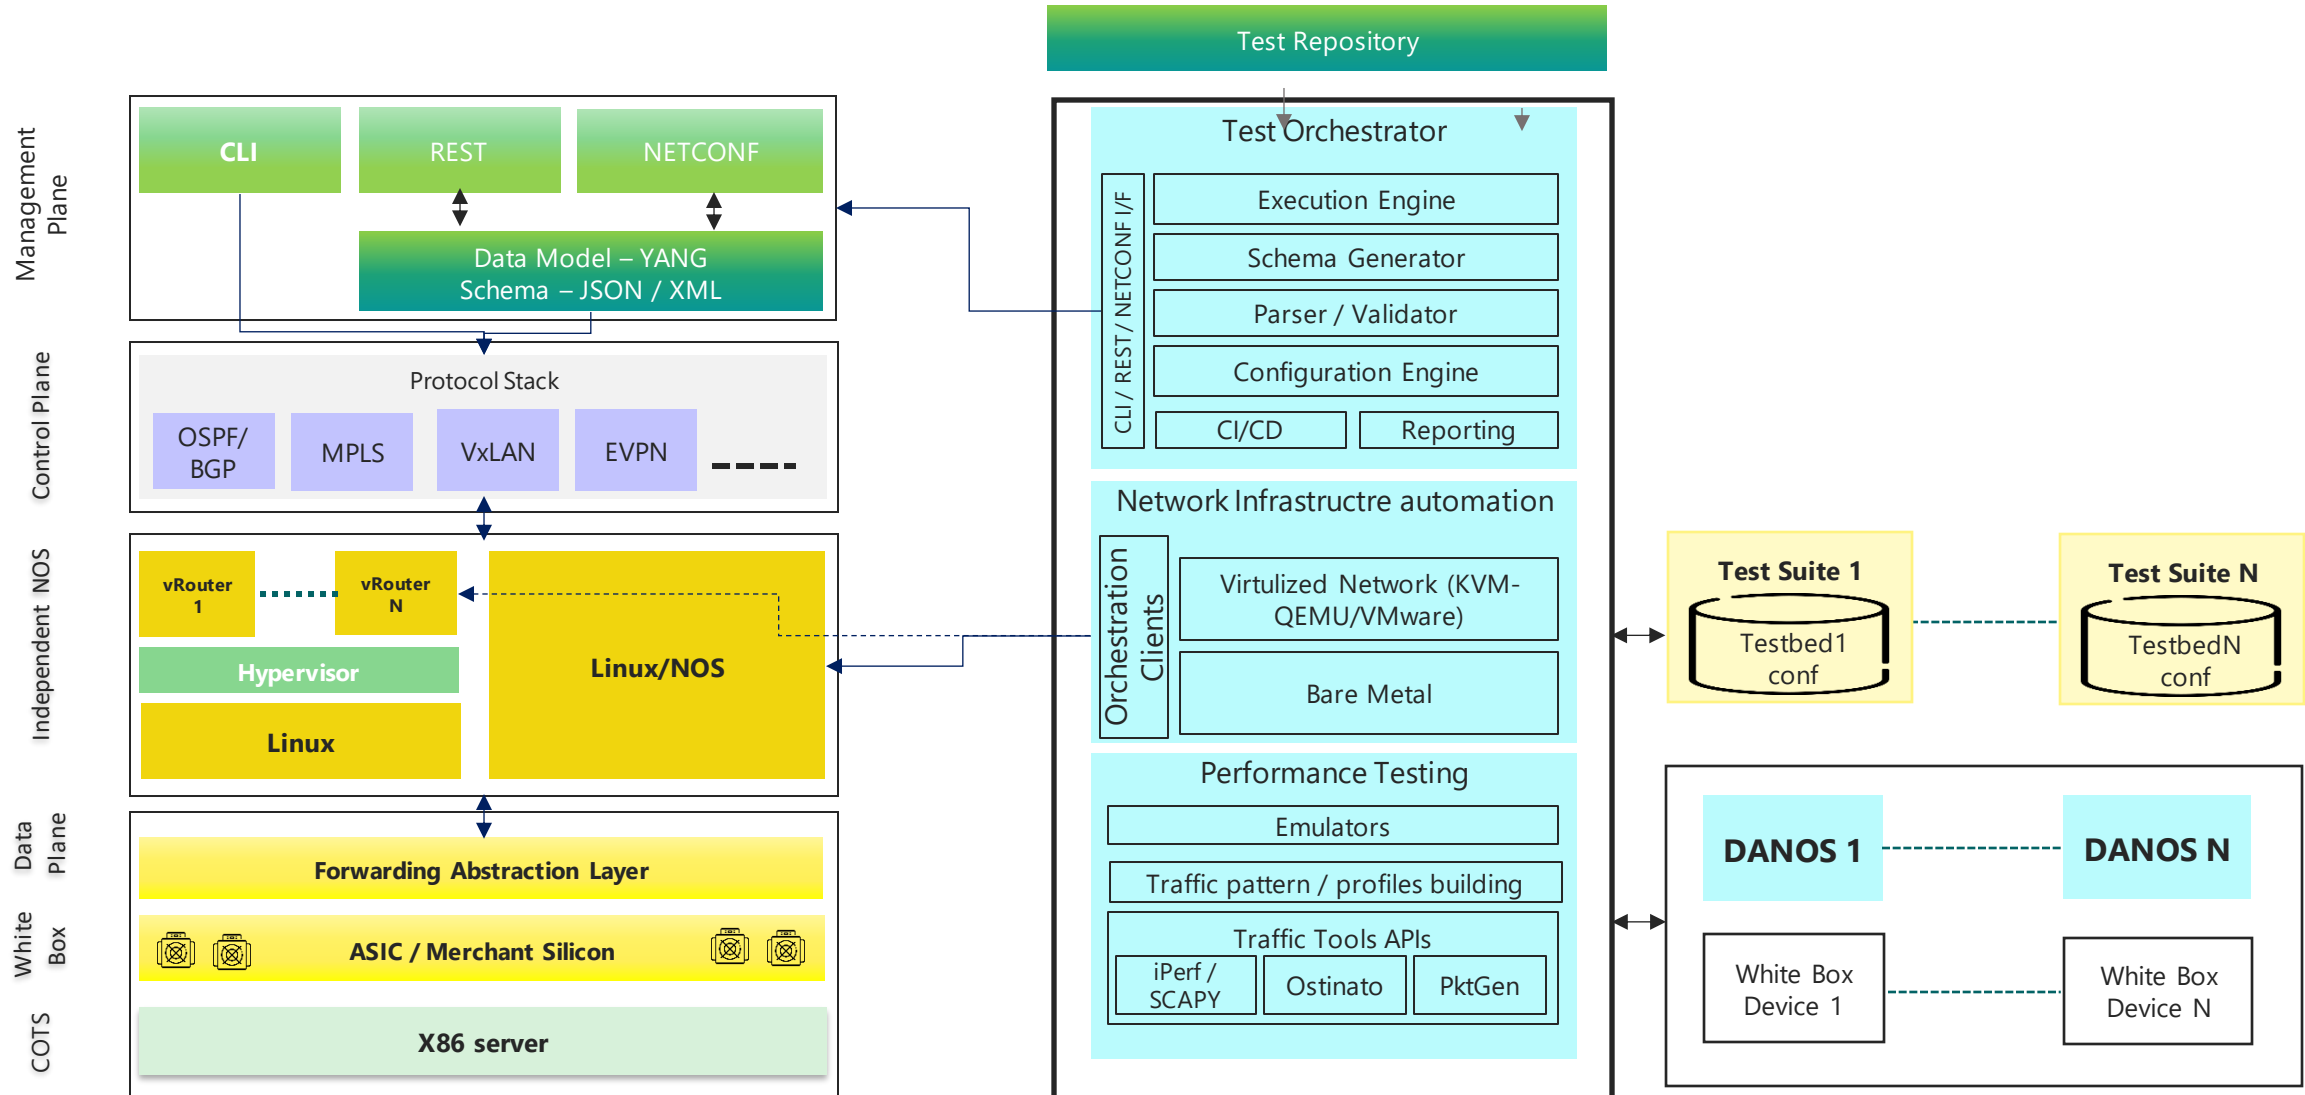 Test Repository
Management
Plane
CLI
REST
NETCONF
Data Model – YANG
Schema – JSON / XML
Control Plane
Protocol Stack
OSPF/
BGP
MPLS
VxLAN
EVPN
Independent NOS
vRouter
1
vRouter
N
Hypervisor
Linux
Linux/NOS
Data
Plane
Forwarding Abstraction Layer
White
Box
ASIC / Merchant Silicon
COTS
X86 server
Test Orchestrator
CLI / REST / NETCONF I/F
Execution Engine
Schema Generator
Parser / Validator
Configuration Engine
CI/CD
Reporting
Network Infrastructre automation
Orchestration
Clients
Virtulized Network (KVM-
QEMU/VMware)
Bare Metal
Performance Testing
Emulators
Traffic pattern / profiles building
Traffic Tools APIs
iPerf /
SCAPY
Ostinato
PktGen
Test Suite 1
Testbed1
conf
Test Suite N
TestbedN
conf
DANOS 1
DANOS N
White Box
Device 1
White Box
Device N